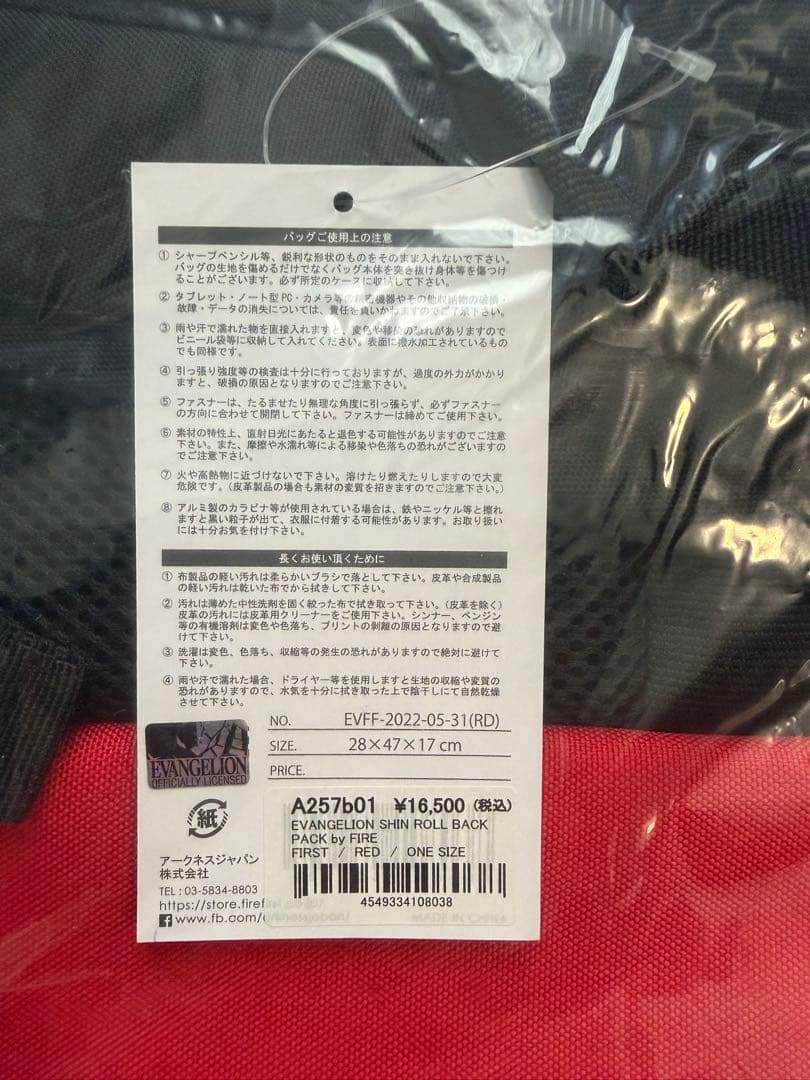 バッグご使用上の注意
① シャープペンシル等、鋭利な形状のものをそのまま入れないで下さい。
バッグの生地を傷めるだけでなくバッグ本体を突き抜け身体等を傷つけ
ることがございます。必ず所定のケースに収納して下さい。
② タブレット・ノート型PC・カメラ等の精密機器やその他収納物の破損・
故障・データの消失については、責任を負いかねますのでご了承下さい。
③ 雨や汗で濡れた物を直接入れますと、変色や移染の恐れがありますので
ビニール袋等に収納して入れてください。表面に撥水加工されているもの
でも同様です。
④ 引っ張り強度等の検査は十分に行っておりますが、過度の外力がかかり
ますと、破損の原因となりますのでご注意下さい。
⑤ ファスナーは、たるませたり無理な角度に引っ張らず、必ずファスナー
の方向に合わせて開閉して下さい。ファスナーは締めてご使用下さい。
⑥ 素材の特性上、直射日光にあたると退色する可能性がありますのでご注意
下さい。また、摩擦や水濡れ等による移染や色落ちの恐れがございますの
でご注意下さい。
⑦ 火や高熱物に近づけないで下さい。溶けたり燃えたりしますので大変
危険です。(皮革製品の場合も素材の変質を招きますのでご注意下さい。)
⑧ アルミ製のカラビナ等が使用されている場合は、鉄やニッケル等と擦れ
ますと黒い粒子が出て、衣服に付着する可能性があります。お取り扱い
には十分お気を付け下さい。
長くお使い頂くために
① 布製品の軽い汚れは柔らかいブラシで落として下さい。皮革や合成製品
の軽い汚れは乾いた布でから拭きして下さい。
② 汚れは薄めた中性洗剤を固く絞った布で拭き取って下さい。(皮革を除く)
皮革の汚れには皮革用クリーナーをご使用下さい。シンナー、ベンジン
等の有機溶剤は変色や色落ち、プリントの剥離の原因となりますので避
けて下さい。
③ 洗濯は変色、色落ち、収縮等の発生の恐れがありますので絶対に避けて
下さい。
④ 雨や汗で濡れた場合、ドライヤー等を使用しますと生地の収縮や変質の
恐れがありますので、水気を十分に拭き取った上で陰干しにて自然乾燥
させて下さい。
NO. EVFF-2022-05-31(RD)
SIZE. 28×47×17 cm
PRICE.
EVANGELION
OFFICIALLY LICENSED
紙
A257b01 ¥16,500 (税込)
EVANGELION SHIN ROLL BACK
PACK by FIRE
FIRST / RED / ONE SIZE
4549334108038
アークネスジャパン
株式会社
TEL : 03-5834-8803
https://store.firef
www.fb.com/